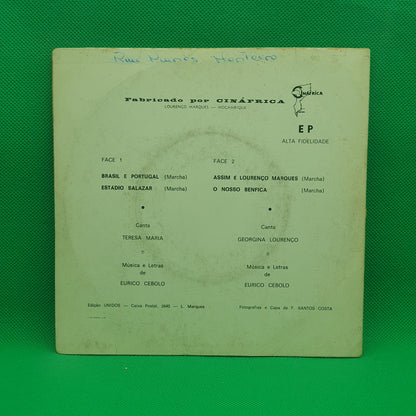 Fabricado por CINÁFRICA
LOURENÇO MARQUES — MOÇAMBIQUE
Cináfrica
EP
ALTA FIDELIDADE
FACE 1
BRASIL E PORTUGAL (Marcha)
ESTADIO SALAZAR (Marcha)
Canta
TERESA MARIA
e
Música e Letras
de
EURICO CEBOLO
FACE 2
ASSIM É LOURENÇO MARQUES (Marcha)
O NOSSO BENFICA (Marcha)
Canta
GEORGINA LOURENÇO
e
Música e Letras
de
EURICO CEBOLO
Edição UNIDOS — Caixa Postal, 2640 — L. Marques
Fotografias e Capa de F. SANTOS COSTA